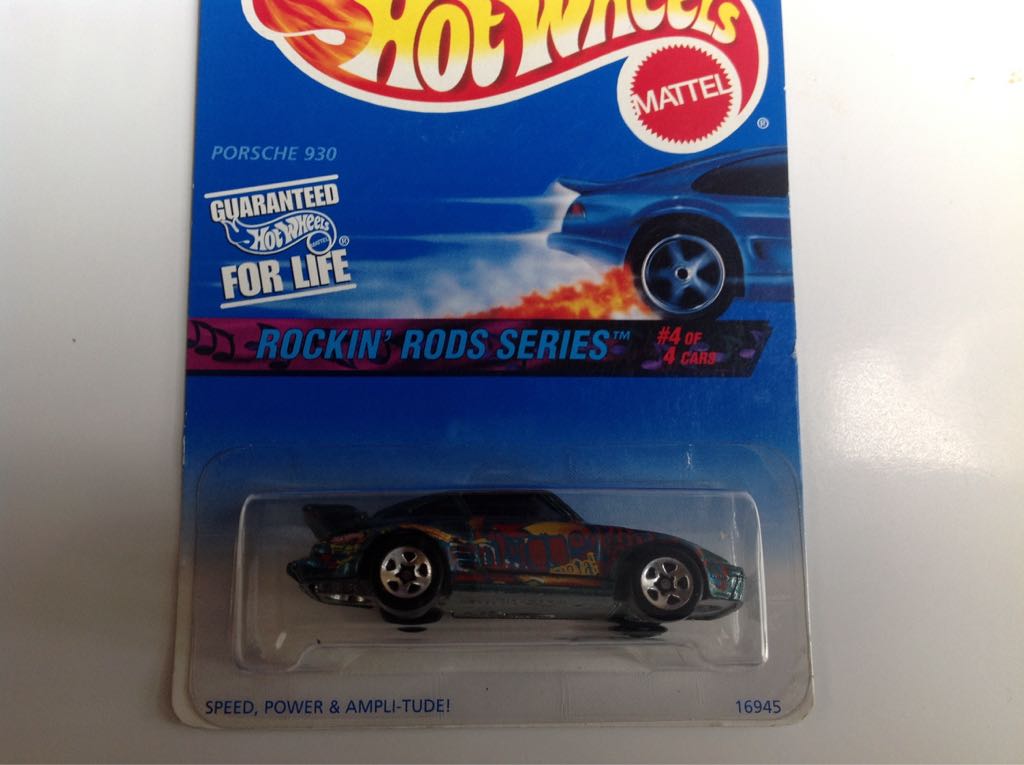 HOT WHEELS
MATTEL
®
PORSCHE 930
GUARANTEED
HOT WHEELS
MATTEL
®
FOR LIFE
ROCKIN' RODS SERIES™
#4 OF
4 CARS
SPEED, POWER & AMPLI-TUDE!
16945